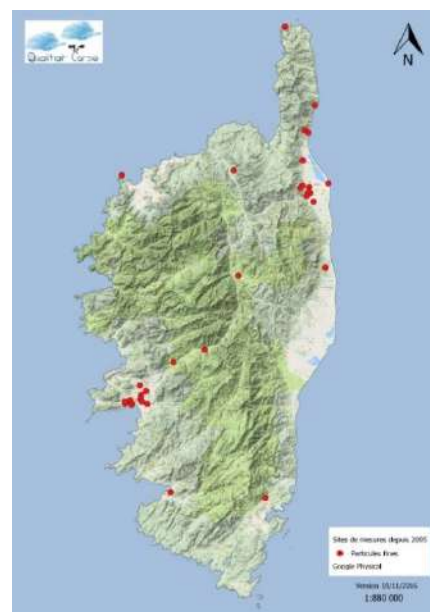 Qualitair Corse
N
Sites de mesures depuis 2005
Particules fines
Google Physical
Version 15/11/2016
1:880 000